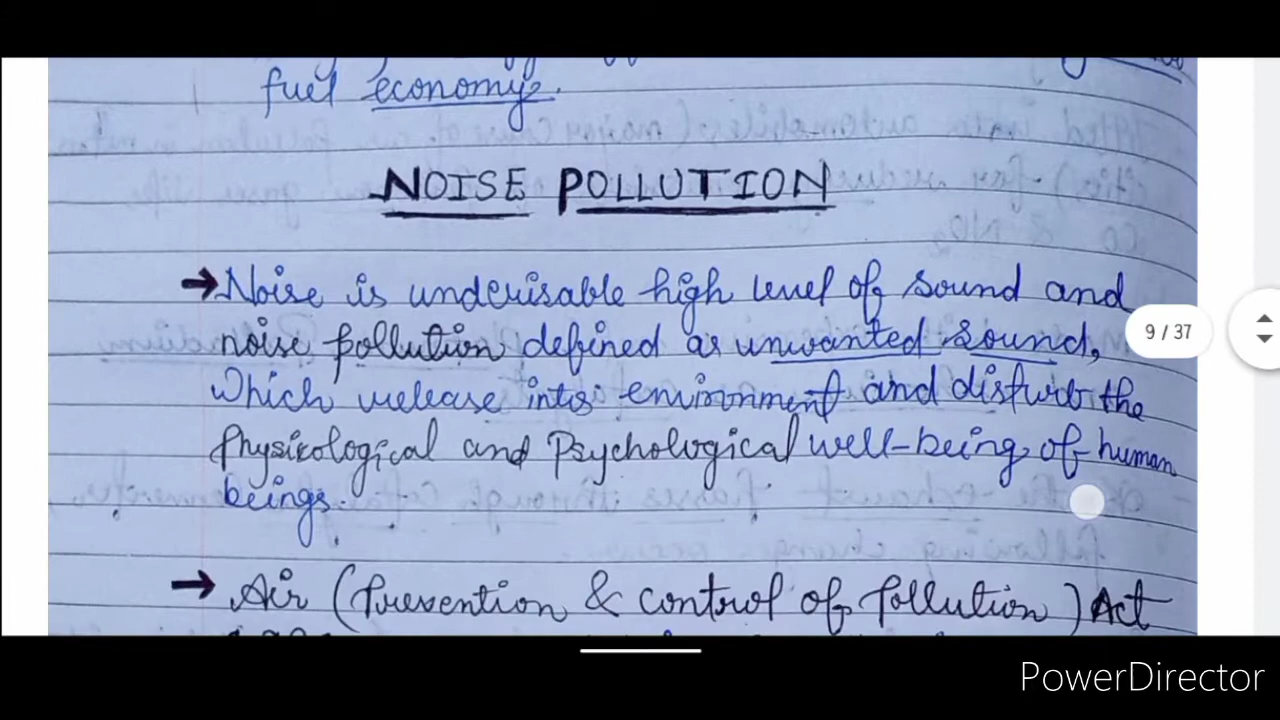 fuel economy.
NOISE POLLUTION
→ Noise is underisable high level of sound and
noise pollution defined as unwanted sound,
9 / 37
which release into environment and disturb the
physicological and psychological well-being of human
beings.
→ Air (Prevention & control of pollution) Act
PowerDirector